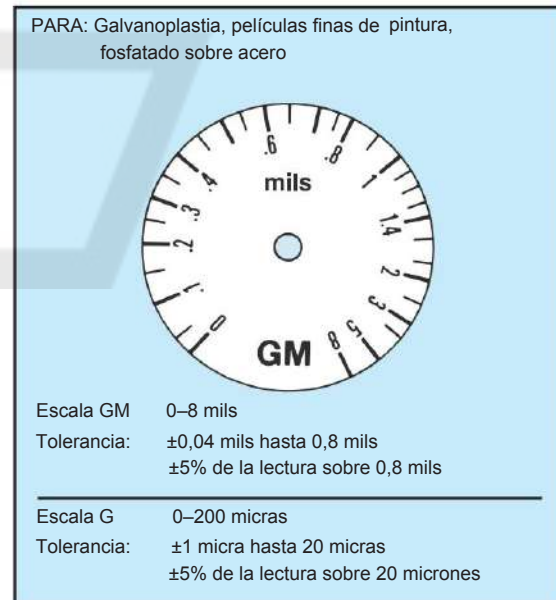 PARA: Galvanoplastia, películas finas de pintura,
fosfatado sobre acero
0 .1 .2 .3 .4 .6 .8 1 1.4 2 3 5 8
mils
GM
Escala GM 0–8 mils
Tolerancia: ±0,04 mils hasta 0,8 mils
±5% de la lectura sobre 0,8 mils
Escala G 0–200 micras
Tolerancia: ±1 micra hasta 20 micras
±5% de la lectura sobre 20 micrones